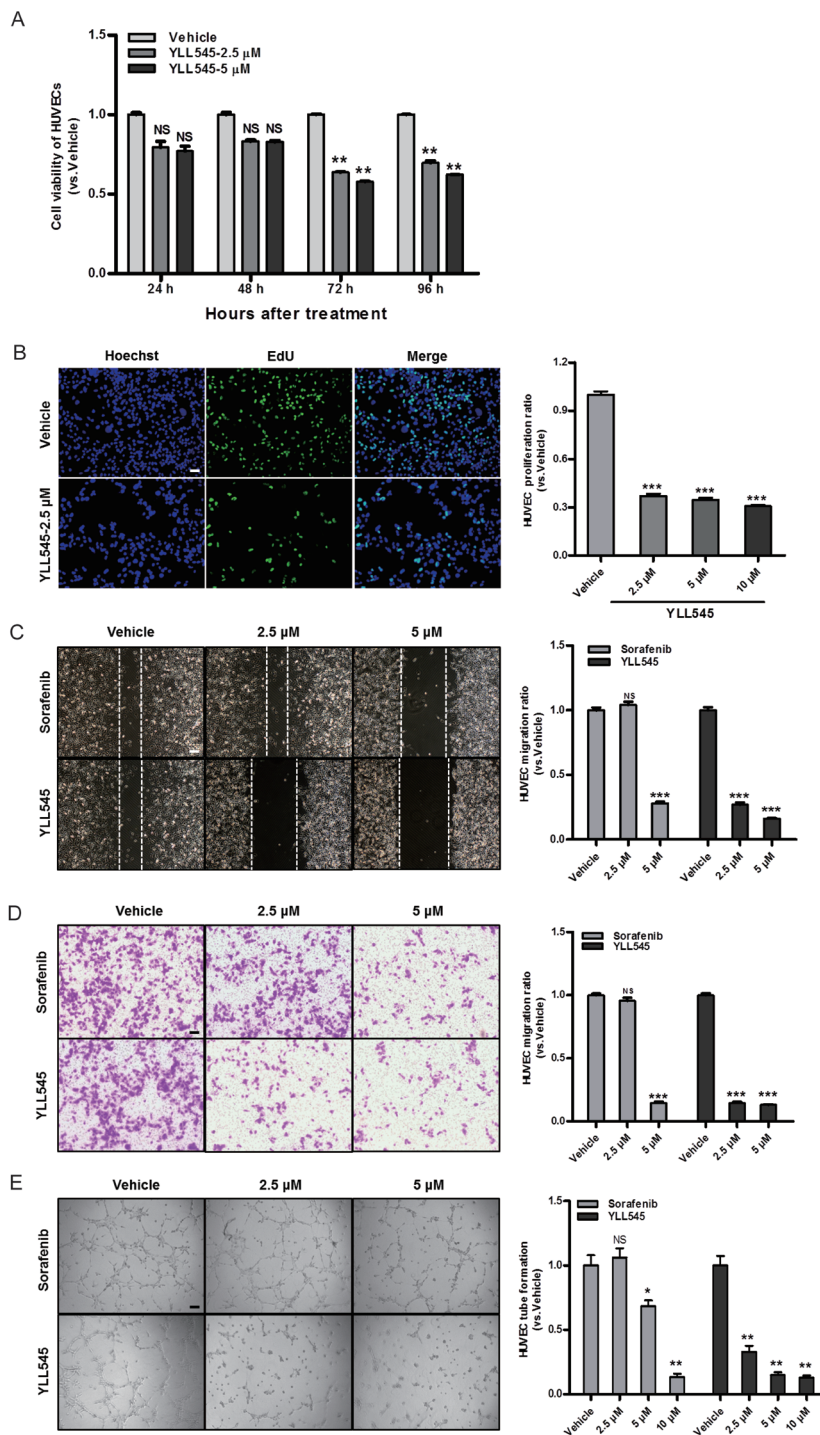 A
Vehicle
YLL545-2.5 μM
YLL545-5 μM
Cell viability of HUVECs
(vs.Vehicle)
1.5
1.0
0.5
0.0
NS
NS
NS
NS
**
**
**
**
24 h
48 h
72 h
96 h
Hours after treatment
B
Hoechst
EdU
Merge
Vehicle
YLL545-2.5 μM
HUVEC proliferation ratio
(vs.Vehicle)
1.2
0.9
0.6
0.3
0.0
***
***
***
Vehicle
2.5 μM
5 μM
10 μM
YLL545
C
Vehicle
2.5 μM
5 μM
Sorafenib
YLL545
HUVEC migration ratio
(vs.Vehicle)
1.5
1.0
0.5
0.0
Sorafenib
YLL545
NS
***
***
***
Vehicle
2.5 μM
5 μM
Vehicle
2.5 μM
5 μM
D
Vehicle
2.5 μM
5 μM
Sorafenib
YLL545
HUVEC migration ratio
(vs.Vehicle)
1.5
1.0
0.5
0.0
Sorafenib
YLL545
NS
***
***
***
Vehicle
2.5 μM
5 μM
Vehicle
2.5 μM
5 μM
E
Vehicle
2.5 μM
5 μM
Sorafenib
YLL545
HUVEC tube formation
(vs.Vehicle)
1.5
1.0
0.5
0.0
Sorafenib
YLL545
NS
*
**
**
**
**
Vehicle
2.5 μM
5 μM
10 μM
Vehicle
2.5 μM
5 μM
10 μM